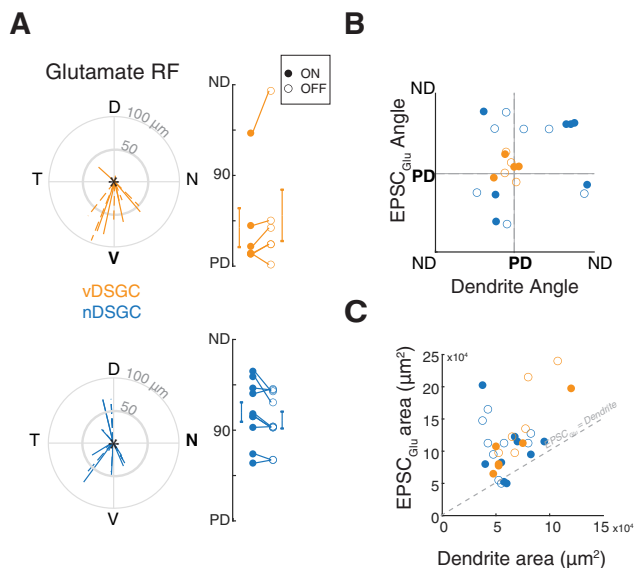 A
Glutamate RF
D
100 µm
50
T
N
V
vDSGC
nDSGC
D
100 µm
50
T
N
V
ND
90
PD
ON
OFF
ND
90
PD
B
ND
EPSCGlu Angle
PD
ND
PD
ND
Dendrite Angle
C
x10⁴
25
20
15
10
5
EPSCGlu area (µm²)
EPSCGlu = Dendrite
0
5
10
15
x10⁴
Dendrite area (µm²)